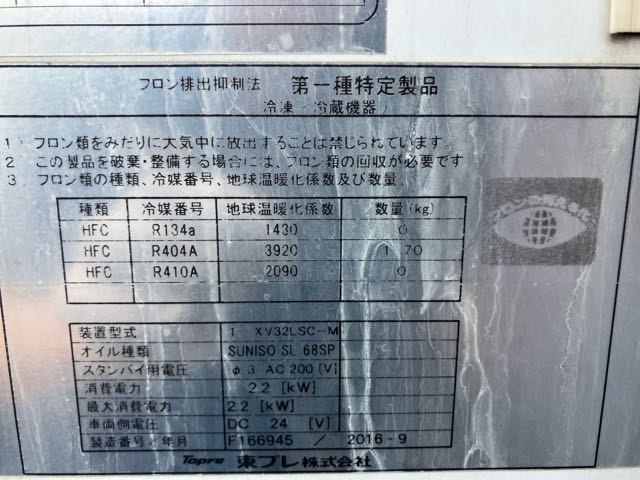 フロン排出抑制法 第一種特定製品
(冷凍・冷蔵機器)
1) フロン類をみだりに大気中に放出することは禁じられています。
2 この製品を破棄・整備する場合には、フロン類の回収が必要です
3 フロン類の種類、冷媒番号、地球温暖化係数及び数量。
種類 冷媒番号 地球温暖化係数 数量(kg)
HFC R134a 1430 0
HFC R404A 3920 1.70
HFC R410A 2090 0
装置型式 1 XV32LSC-M
オイル種類 SUNISO SL 68SP
スタンバイ用電圧 φ3 AC 200 [V]
消費電力 2.2 [kW]
最大消費電力 2.2 [kW]
車両側電圧 DC 24 [V]
製造番号/年月 F166945 / 2016-9
Topre 東プレ株式会社